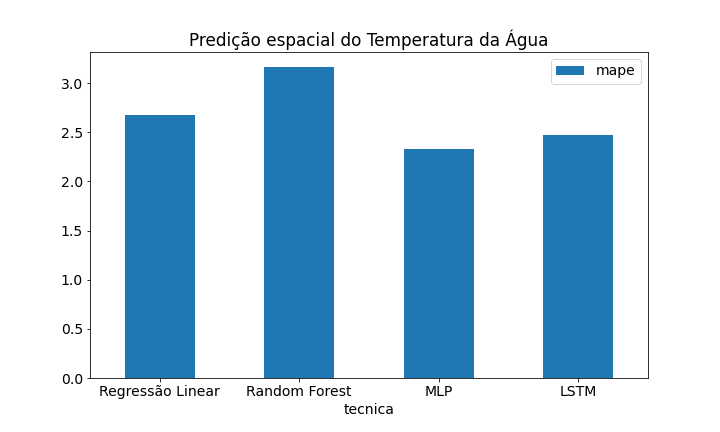 Predição espacial do Temperatura da Água
mape
3.0
2.5
2.0
1.5
1.0
0.5
0.0
Regressão Linear Random Forest MLP LSTM
tecnica